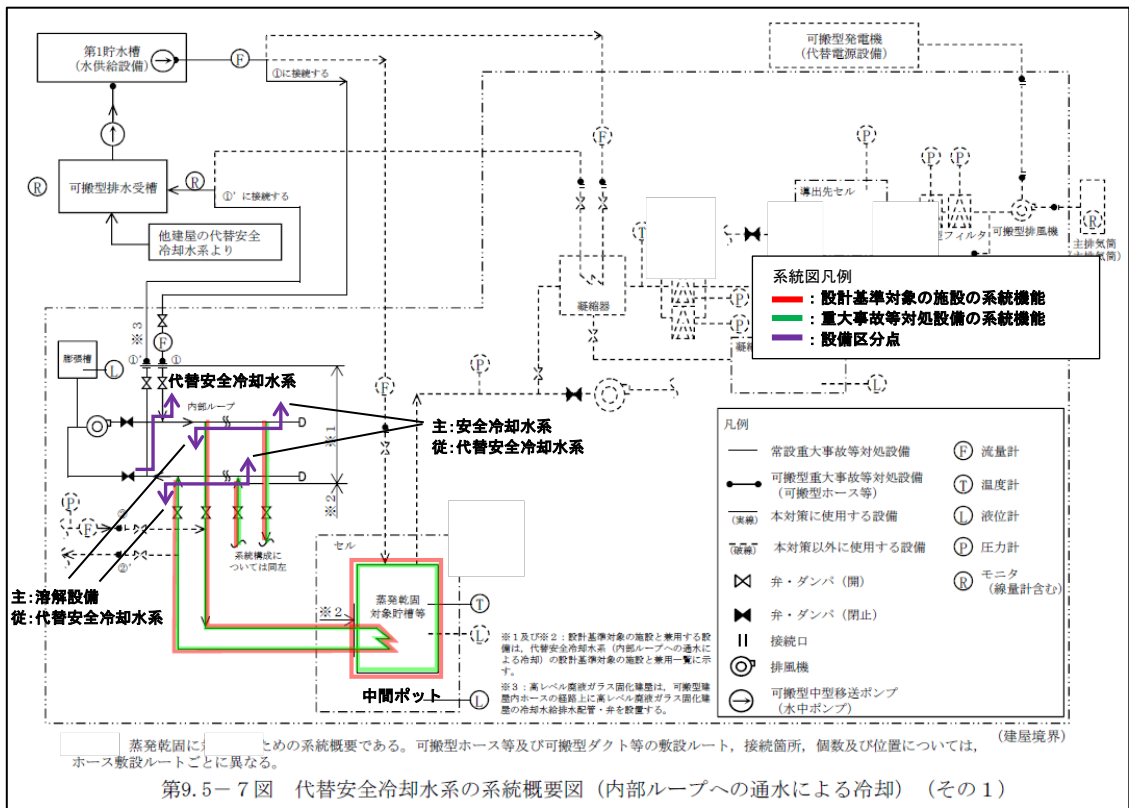 第1貯水槽
(水供給設備)
F
①に接続する
可搬型発電機
(代替電源設備)
F
P
P
P
R
可搬型排水受槽
R
①’に接続する
他建屋の代替安全
冷却水系より
導出先セル
T
型フィルタ
可搬型排風機
R
主排気筒
凝縮器
P
P
系統図凡例
:設計基準対象の施設の系統機能
:重大事故等対処設備の系統機能
:設備区分点
※3
F
①’
①
膨張槽
L
代替安全冷却水系
内部ループ
※1
F
P
L
主:安全冷却水系
従:代替安全冷却水系
※2
P
F
②
②’
系統構成に
ついては同左
主:溶解設備
従:代替安全冷却水系
セル
※2
蒸発乾固
対象貯槽等
T
L
中間ポット
L
※1及び※2:設計基準対象の施設と兼用する設
備は,代替安全冷却水系(内部ループへの通水に
よる冷却)の設計基準対象の施設と兼用一覧に示
す。
※3:高レベル廃液ガラス固化建屋は,可搬型建
屋内ホースの経路上に高レベル廃液ガラス固化建
屋の冷却水給排水配管・弁を設置する。
凡例
常設重大事故等対処設備
可搬型重大事故等対処設備
(可搬型ホース等)
(実線)
本対策に使用する設備
(破線)
本対策以外に使用する設備
弁・ダンパ(開)
弁・ダンパ(閉止)
接続口
排風機
可搬型中型移送ポンプ
(水中ポンプ)
F 流量計
T 温度計
L 液位計
P 圧力計
R モニタ
(線量計含む)
(建屋境界)
蒸発乾固に ための系統概要である。可搬型ホース等及び可搬型ダクト等の敷設ルート,接続箇所,個数及び位置については,
ホース敷設ルートごとに異なる。
第9.5-7図 代替安全冷却水系の系統概要図(内部ループへの通水による冷却)(その1)